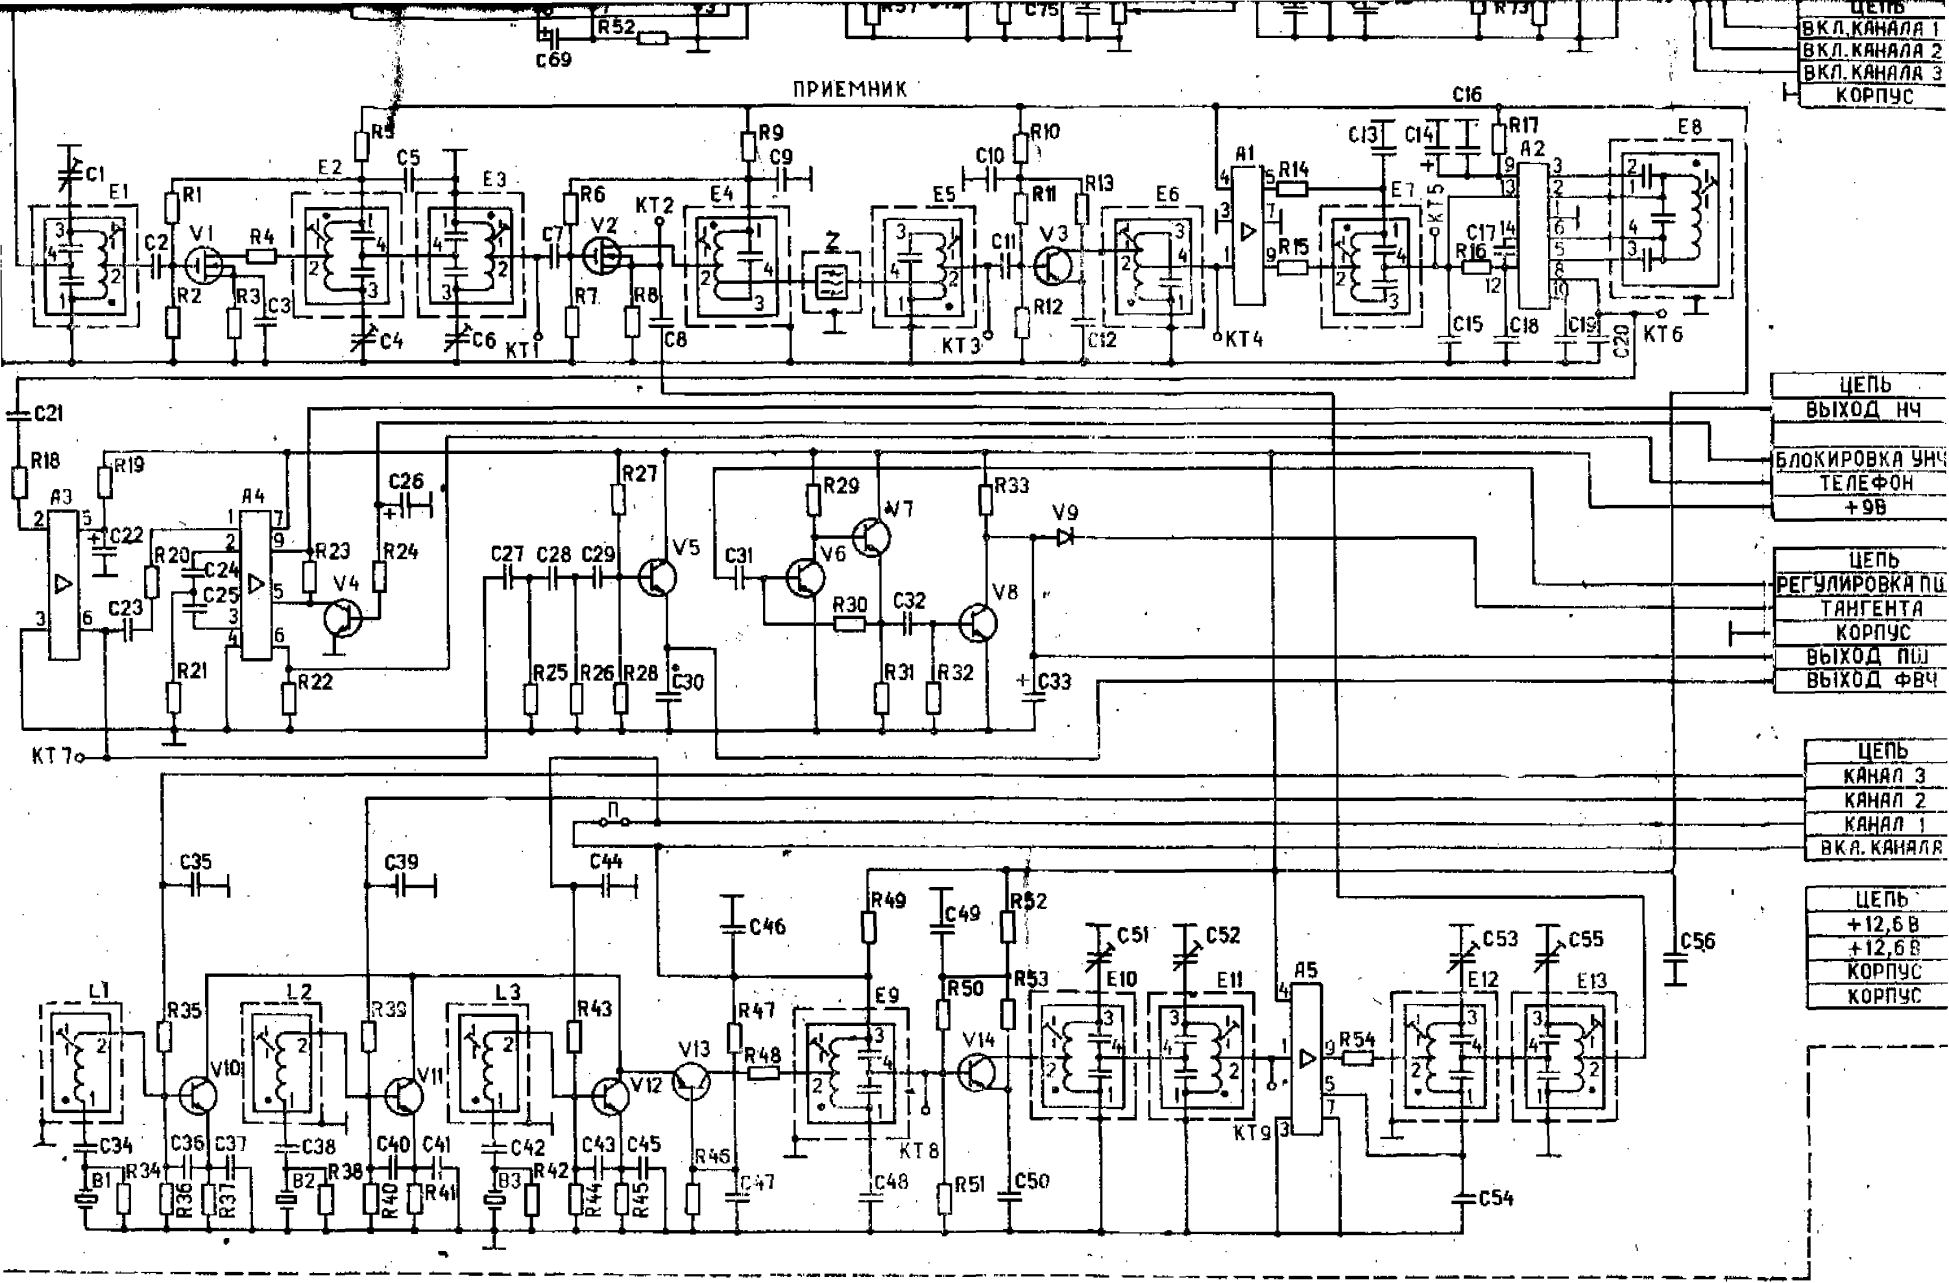 R52
C69
C75
R73
ЦЕПЬ
ВКЛ. КАНАЛА 1
ВКЛ. КАНАЛА 2
ВКЛ. КАНАЛА 3
КОРПУС
ПРИЕМНИК
C1 E1 R1 C2 V1 R4 R2 R3 C3
E2 C5 E3 C4 C6 КТ1
R6 C7 V2 КТ2 R7 R8 C8
R9 C9 E4 Z E5
C10 R10 R11 R13 C11 V3 R12 C12 КТ3
E6 A1 R14 R15 КТ4
C13 E7 КТ5 C14 C16 R17 A2 C17 R16 C15 C18 C19 C20
E8 КТ6
ЦЕПЬ
ВЫХОД НЧ
БЛОКИРОВКА УНЧ
ТЕЛЕФОН
+9В
C21 R18 A3 R19 C22 C23 R20 C24 C25 R21
A4 R22 R23 V4 R24 C26
C27 C28 C29 R25 R26 R27 R28 V5 C30
C31 R29 V6 V7 R30 C32 R31 R32 R33 V8 V9 C33
ЦЕПЬ
РЕГУЛИРОВКА ПШ
ТАНГЕНТА
КОРПУС
ВЫХОД ПШ
ВЫХОД ФВЧ
КТ7
П
ЦЕПЬ
КАНАЛ 3
КАНАЛ 2
КАНАЛ 1
ВКЛ. КАНАЛА
C35 C39 C44
ЦЕПЬ
+12,6В
+12,6В
КОРПУС
КОРПУС
L1 R35 V10 C34 B1 R34 C36 R36 C37 R37
L2 R39 V11 C38 B2 R38 C40 R40 C41 R41
L3 R43 V12 C42 B3 R42 C43 R44 C45 R45
V13 R46 C46 R47 C47 R48
R49 E9 C48 КТ8
C49 R50 R51 R52 R53 V14 C50
C51 E10 C52 E11 КТ9
A5 R54
C53 E12 C55 E13 C54 C56